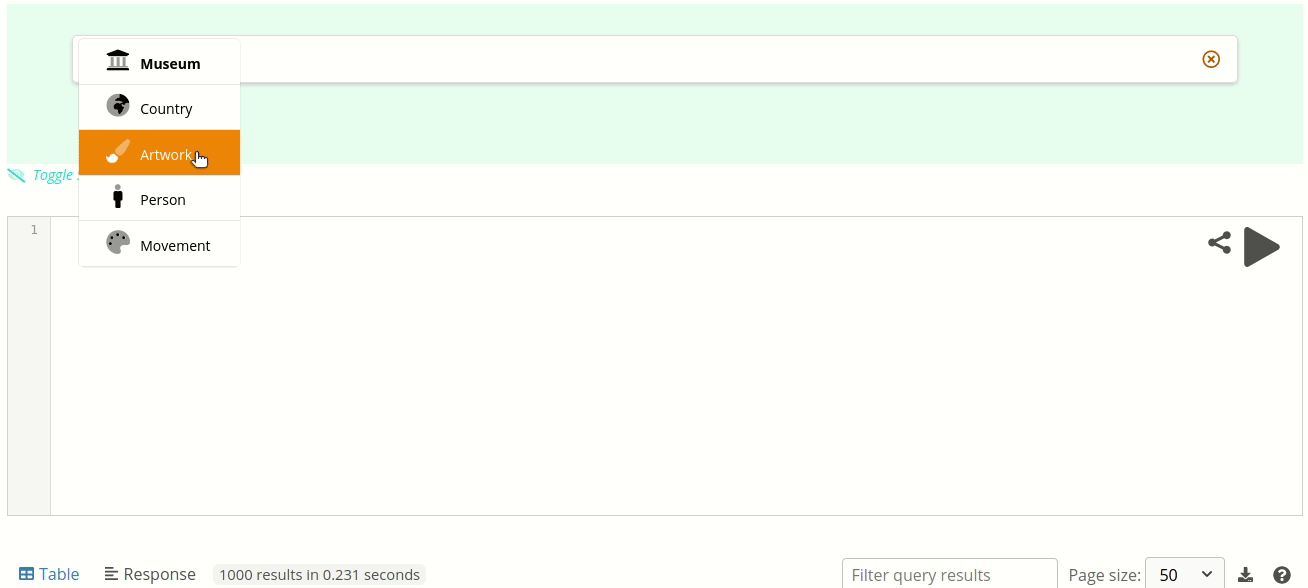 Museum
Country
Artwork
Toggle
Person
Movement
1
Table
Response
1000 results in 0.231 seconds
Filter query results
Page size:
50